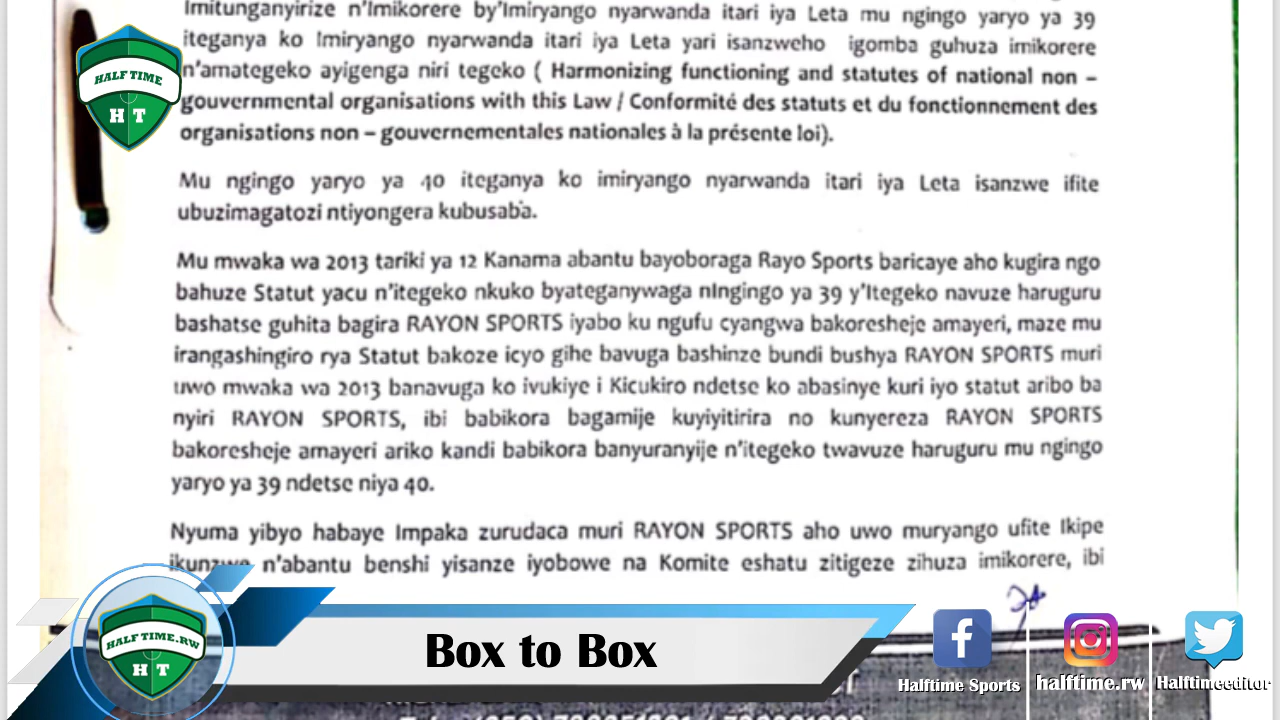 Imitunganyirize n'Imikorere by'Imiryango nyarwanda itari iya Leta mu ngingo yaryo ya 39
iteganya ko Imiryango nyarwanda itari iya Leta yari isanzweho igomba guhuza imikorere
n'amategeko ayigenga niri tegeko ( Harmonizing functioning and statutes of national non –
gouvernmental organisations with this Law / Conformité des statuts et du fonctionnement des
organisations non – gouvernementales nationales à la présente loi).
Mu ngingo yaryo ya 40 iteganya ko imiryango nyarwanda itari iya Leta isanzwe ifite
ubuzimagatozi ntiyongera kubusaba.
Mu mwaka wa 2013 tariki ya 12 Kanama abantu bayoboraga Rayo Sports baricaye aho kugira ngo
bahuze Statut yacu n'itegeko nkuko byateganywaga nIngingo ya 39 y'Itegeko navuze haruguru
bashatse guhita bagira RAYON SPORTS iyabo ku ngufu cyangwa bakoresheje amayeri, maze mu
irangashingiro rya Statut bakoze icyo gihe bavuga bashinze bundi bushya RAYON SPORTS muri
uwo mwaka wa 2013 banavuga ko ivukiye i Kicukiro ndetse ko abasinye kuri iyo statut aribo ba
nyiri RAYON SPORTS, ibi babikora bagamije kuyiyitirira no kunyereza RAYON SPORTS
bakoresheje amayeri ariko kandi babikora banyuranyije n'itegeko twavuze haruguru mu ngingo
yaryo ya 39 ndetse niya 40.
Nyuma yibyo habaye Impaka zurudaca muri RAYON SPORTS aho uwo muryango ufite Ikipe
ikunzwe n'abantu benshi yisanze iyobowe na Komite eshatu zitigeze zihuza imikorere, ibi
HALF TIME
HT
HALF TIME.RW
HT
Box to Box
Halftime Sports
halftime.rw
Halftimeeditor